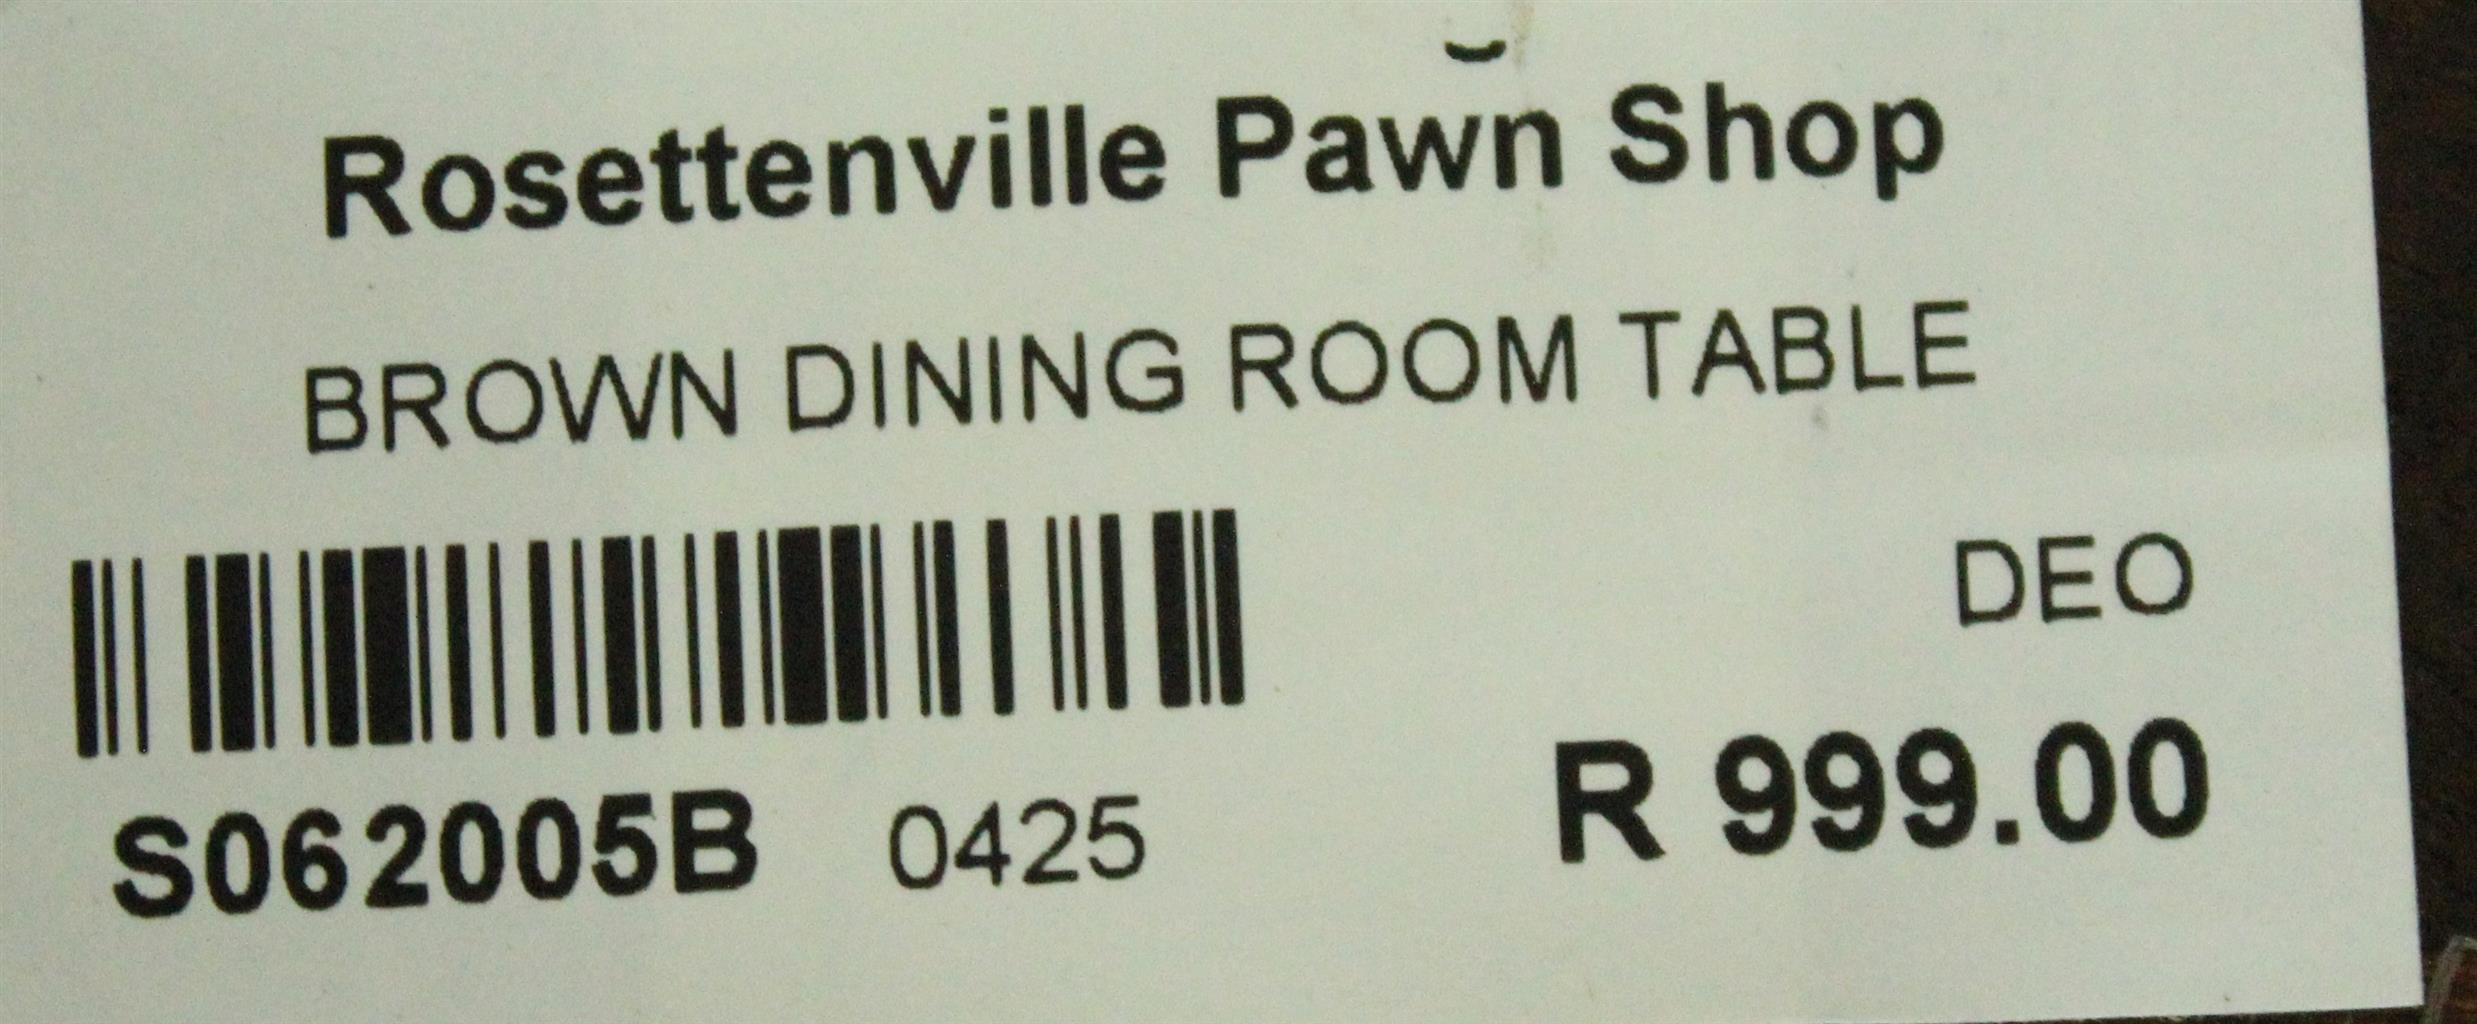 Rosettenville Pawn Shop
BROWN DINING ROOM TABLE
DEO
S062005B 0425 R 999.00